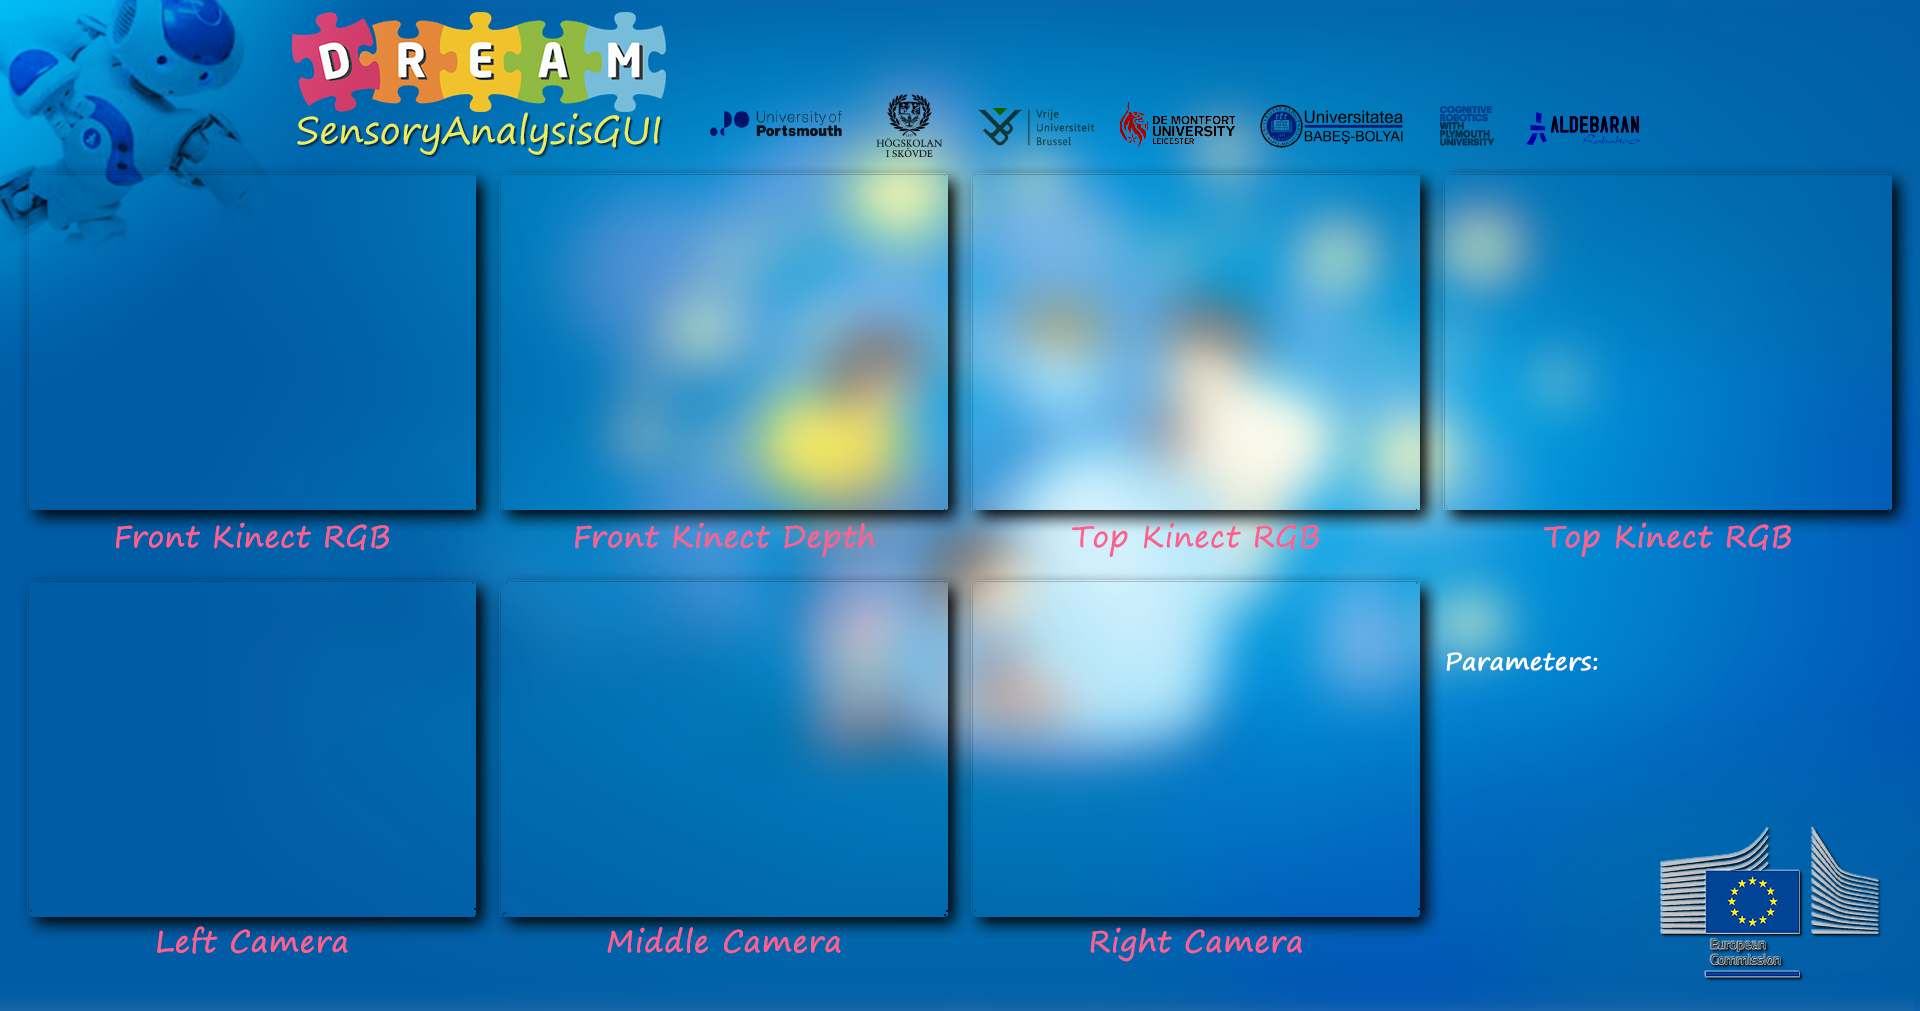 DREAM
SensoryAnalysisGUI
University of
Portsmouth
HÖGSKOLAN
I SKÖVDE
Vrije
Universiteit
Brussel
DE MONTFORT
UNIVERSITY
LEICESTER
Universitatea
BABEŞ-BOLYAI
COGNITIVE
ROBOTICS
WITH
PLYMOUTH
UNIVERSITY
ALDEBARAN
Robotics
Front Kinect RGB
Front Kinect Depth
Top Kinect RGB
Top Kinect RGB
Parameters:
Left Camera
Middle Camera
Right Camera
European
Commission